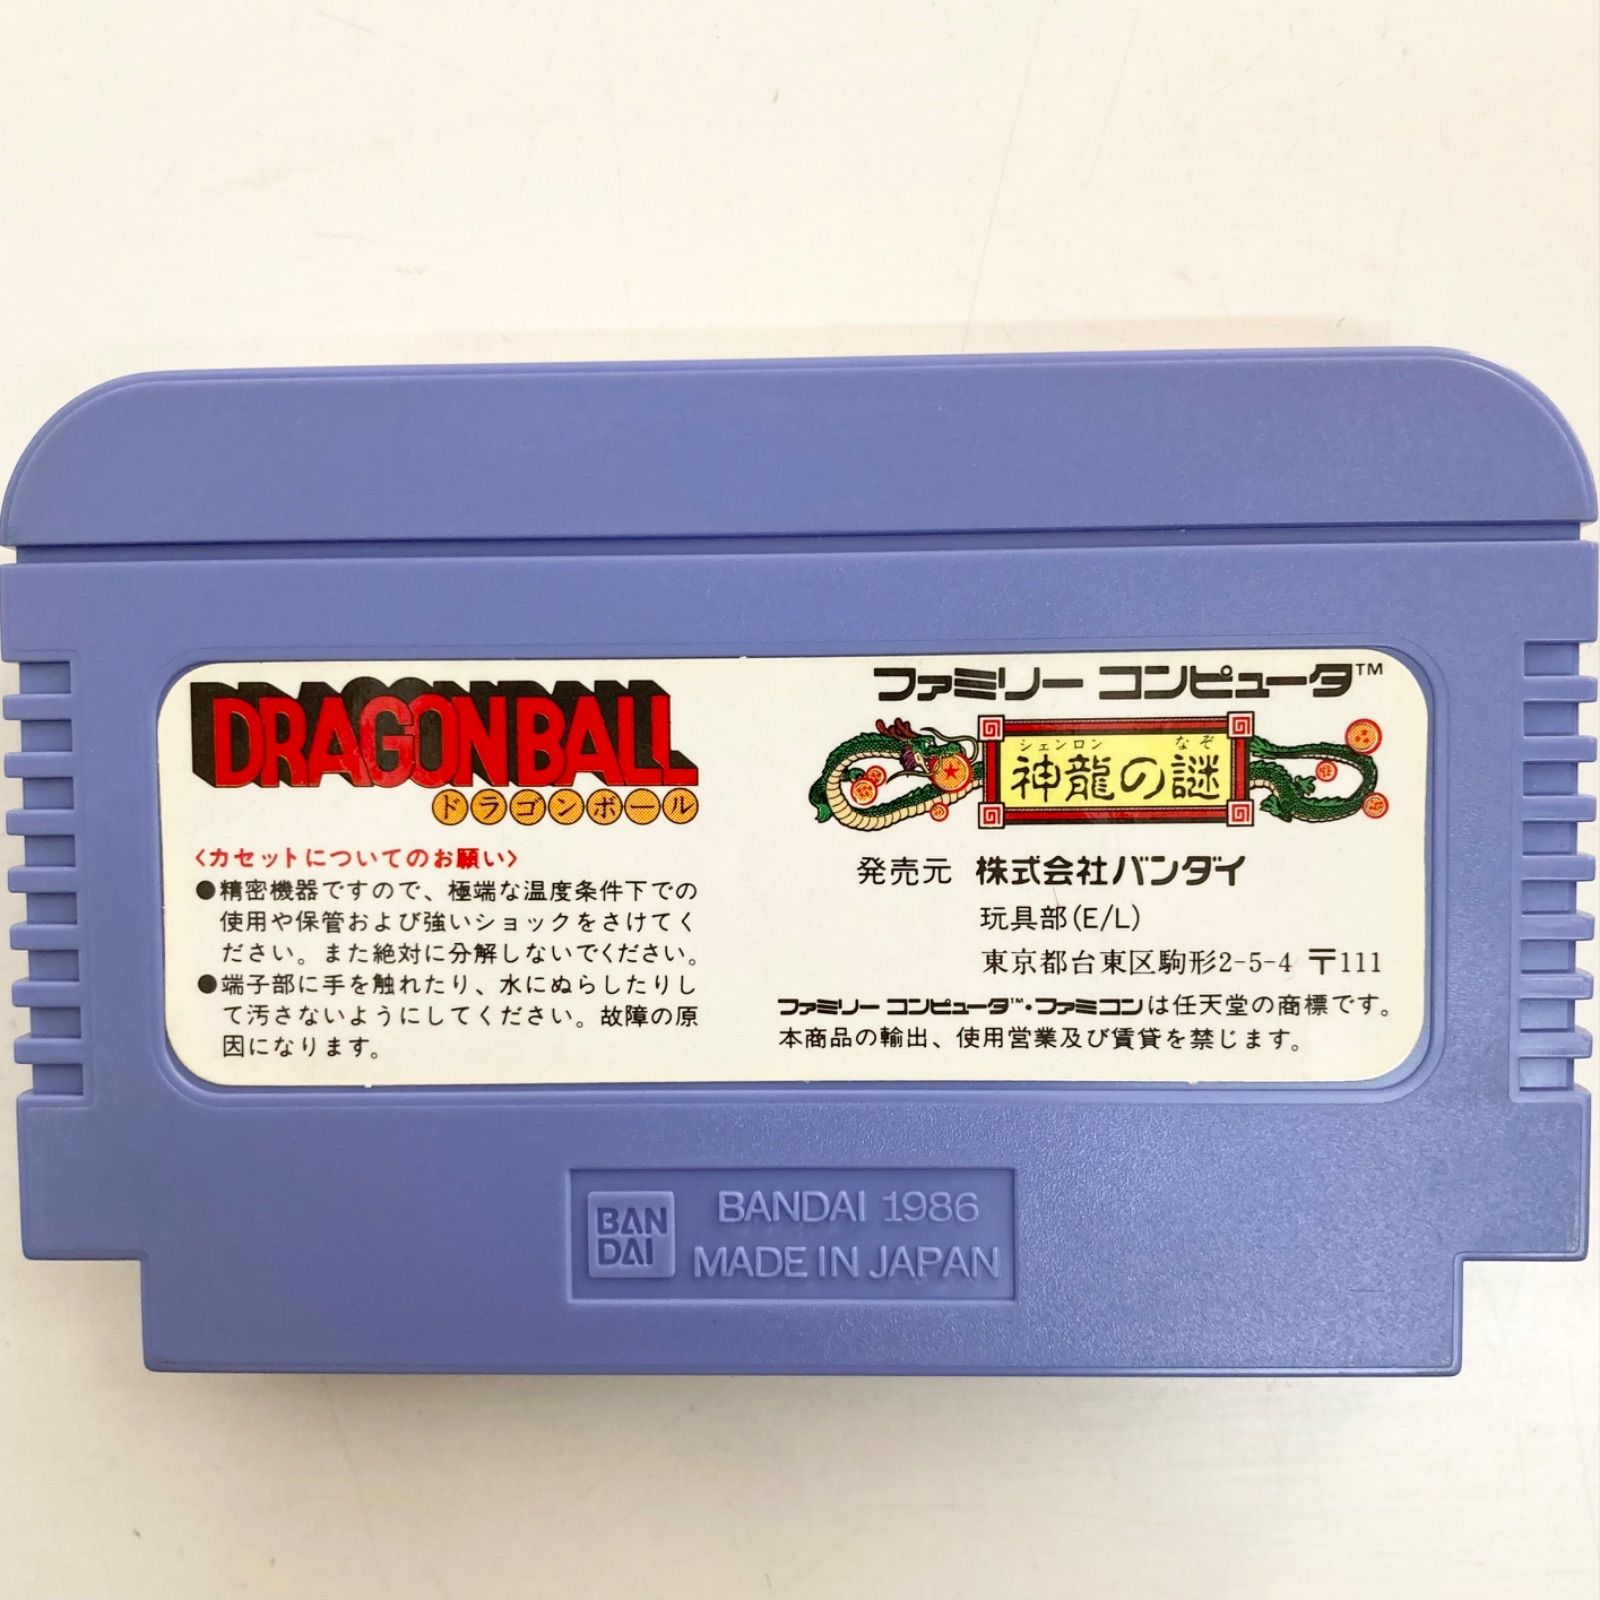 DRAGON BALL
ドラゴンボール
〈カセットについてのお願い〉
●精密機器ですので、極端な温度条件下での
使用や保管および強いショックをさけてく
ださい。また絶対に分解しないでください。
●端子部に手を触れたり、水にぬらしたりし
て汚さないようにしてください。故障の原
因になります。
ファミリー コンピュータ™
シェンロン なぞ
神龍の謎
発売元 株式会社バンダイ
玩具部(E/L)
東京都台東区駒形2-5-4 〒111
ファミリー コンピュータ™・ファミコンは任天堂の商標です。
本商品の輸出、使用営業及び賃貸を禁じます。
BAN
DAI
BANDAI 1986
MADE IN JAPAN